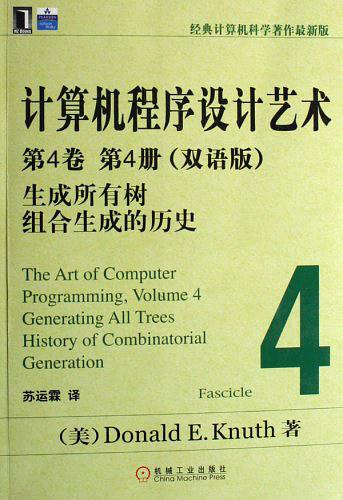 经典计算机科学著作最新版
计算机程序设计艺术
第4卷 第4册(双语版)
生成所有树
组合生成的历史
The Art of Computer
Programming, Volume 4
Generating All Trees
History of Combinatorial
Generation
4
苏运霖 译
Fascicle
(美) Donald E. Knuth 著
机械工业出版社